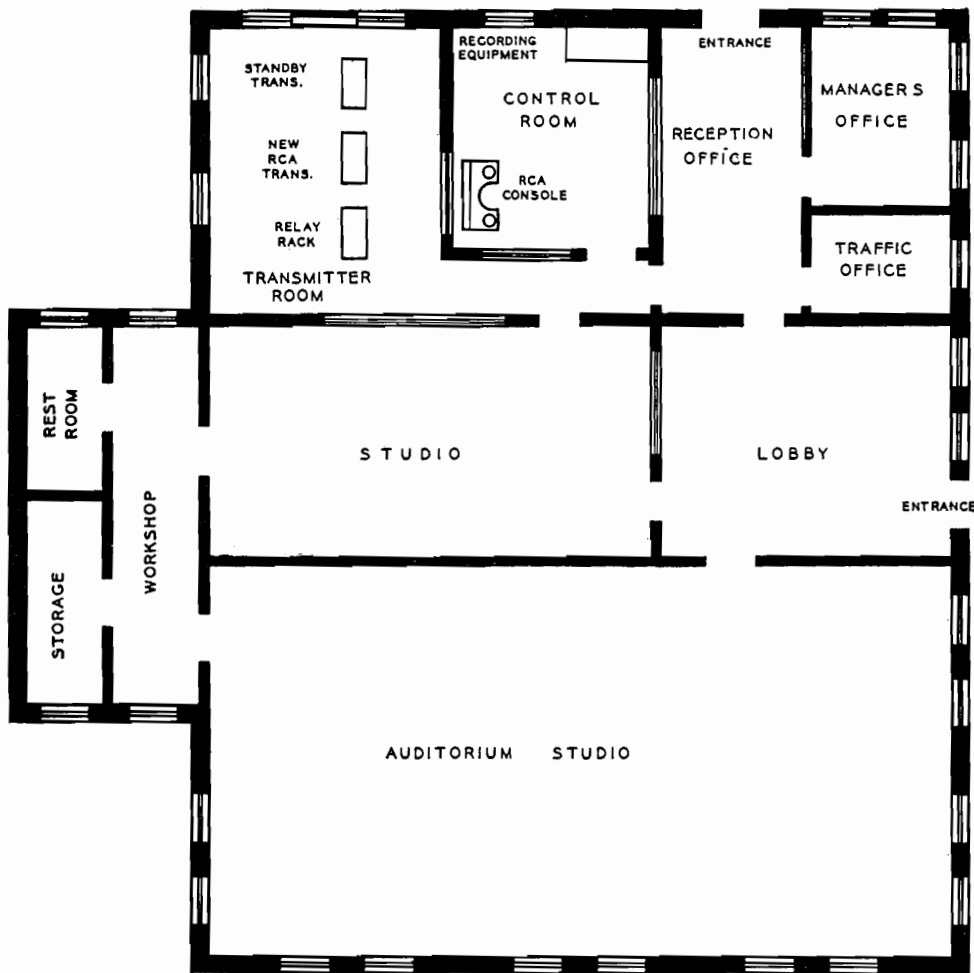 STANDBY
TRANS.
NEW
RCA
TRANS.
RELAY
RACK
TRANSMITTER
ROOM
RECORDING
EQUIPMENT
CONTROL
ROOM
RCA
CONSOLE
ENTRANCE
RECEPTION
OFFICE
MANAGERS
OFFICE
TRAFFIC
OFFICE
REST
ROOM
STORAGE
WORKSHOP
STUDIO
LOBBY
ENTRANCE
AUDITORIUM STUDIO